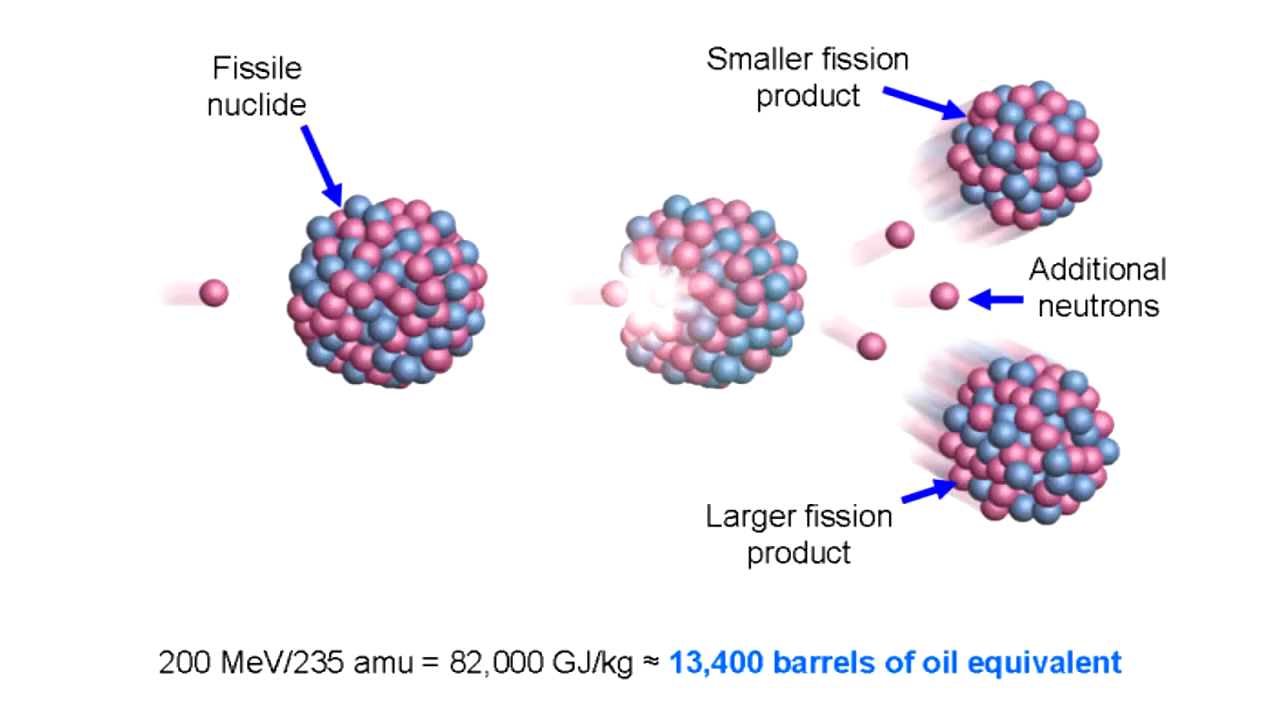 Fissile
nuclide
Smaller fission
product
Additional
neutrons
Larger fission
product
200 MeV/235 amu = 82,000 GJ/kg ≈ 13,400 barrels of oil equivalent